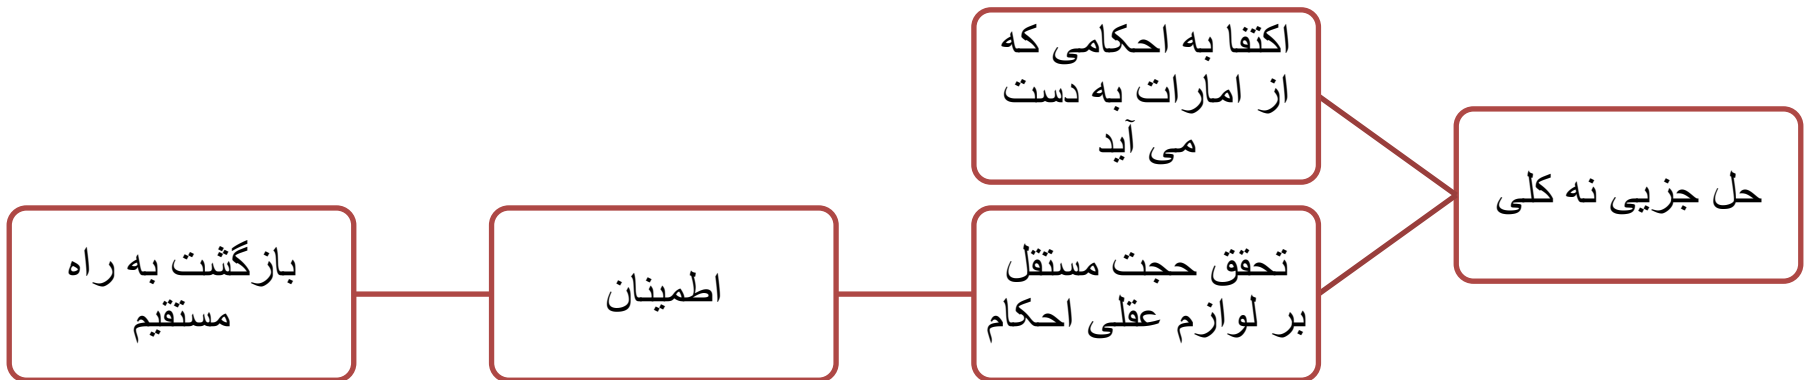 حل جزیی نه کلی
اکتفا به احکامی که
از امارات به دست
می آید
تحقق حجت مستقل
بر لوازم عقلی احکام
اطمینان
بازگشت به راه
مستقیم